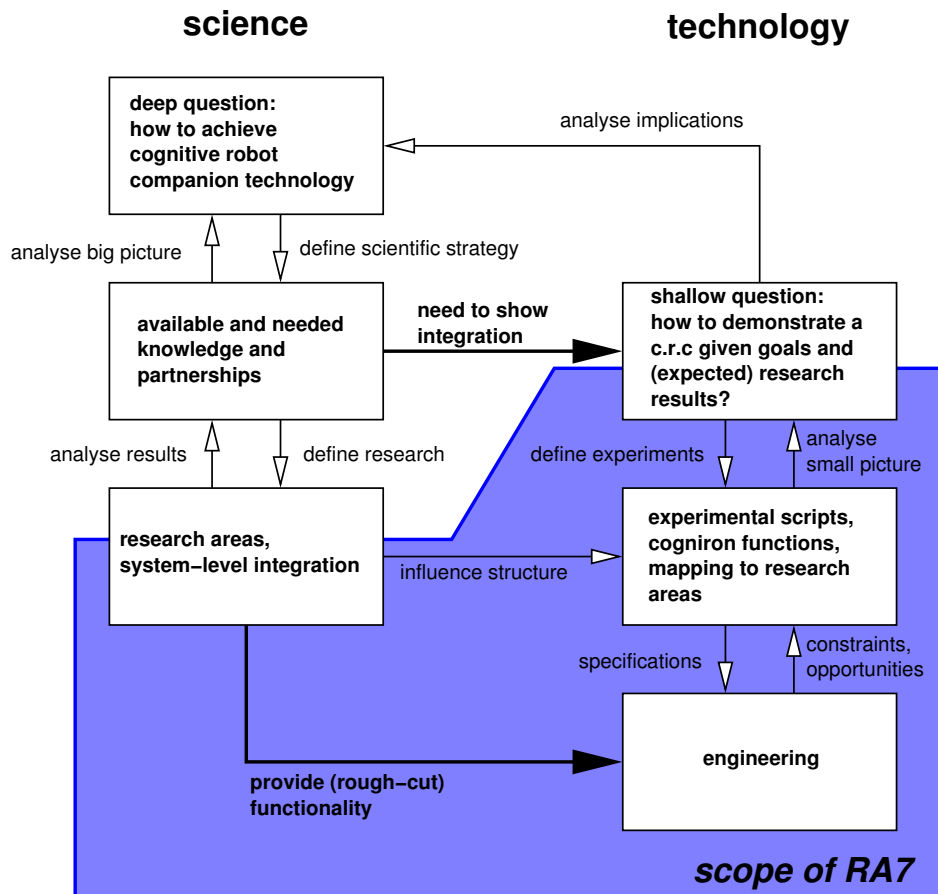 science
technology
deep question:
how to achieve
cognitive robot
companion technology
analyse implications
analyse big picture
define scientific strategy
available and needed
knowledge and
partnerships
need to show
integration
shallow question:
how to demonstrate a
c.r.c given goals and
(expected) research
results?
analyse results
define research
define experiments
analyse
small picture
research areas,
system−level integration
influence structure
experimental scripts,
cogniron functions,
mapping to research
areas
specifications
constraints,
opportunities
provide (rough−cut)
functionality
engineering
scope of RA7